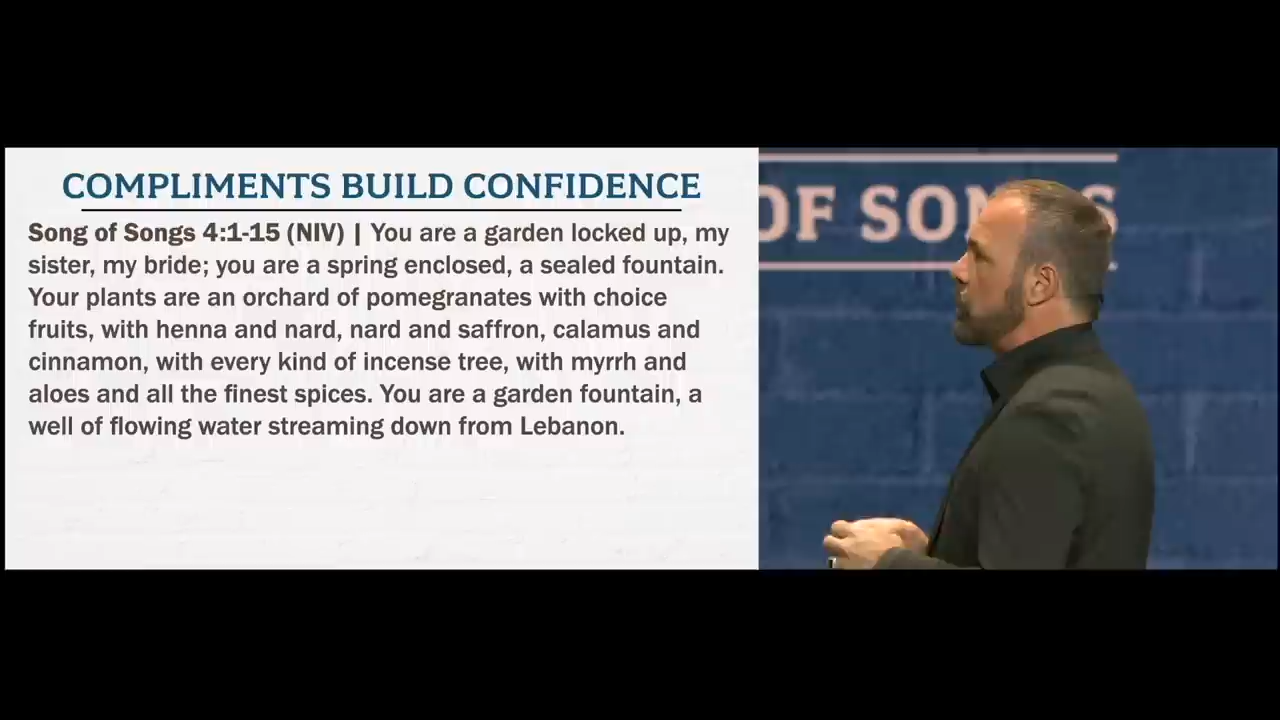 COMPLIMENTS BUILD CONFIDENCE
Song of Songs 4:1-15 (NIV) | You are a garden locked up, my
sister, my bride; you are a spring enclosed, a sealed fountain.
Your plants are an orchard of pomegranates with choice
fruits, with henna and nard, nard and saffron, calamus and
cinnamon, with every kind of incense tree, with myrrh and
aloes and all the finest spices. You are a garden fountain, a
well of flowing water streaming down from Lebanon.
OF SON